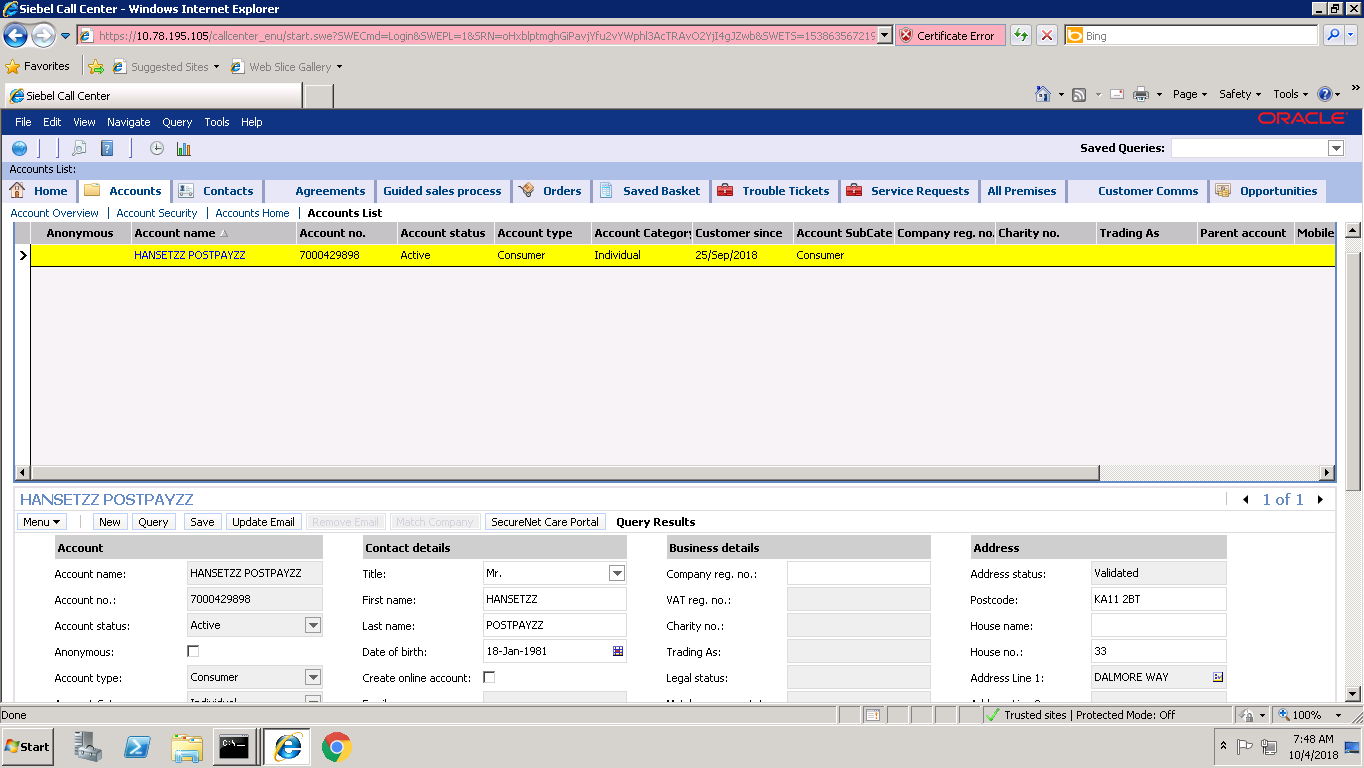 Siebel Call Center - Windows Internet Explorer
https://10.78.195.105/callcenter_enu/start.swe?SWECmd=Login&SWEPL=1&SRN= Certificate Error Bing
Favorites Suggested Sites Web Slice Gallery
Siebel Call Center Page Safety Tools
File Edit View Navigate Query Tools Help ORACLE
Saved Queries:
Accounts List:
Home Accounts Contacts Agreements Guided sales process Orders Saved Basket Trouble Tickets Service Requests All Premises Customer Comms Opportunities
Account Overview | Account Security | Accounts Home | Accounts List
Anonymous Account name Account no. Account status Account type Account Category Customer since Account SubCate Company reg. no. Charity no. Trading As Parent account Mobile
HANSETZZ POSTPAYZZ 7000429898 Active Consumer Individual 25/Sep/2018 Consumer
HANSETZZ POSTPAYZZ 1 of 1
Menu New Query Save Update Email Remove Email Match Company SecureNet Care Portal Query Results
Account Contact details Business details Address
Account name: HANSETZZ POSTPAYZZ Title: Mr. Company reg. no.: Address status: Validated
Account no.: 7000429898 First name: HANSETZZ VAT reg. no.: Postcode: KA11 2BT
Account status: Active Last name: POSTPAYZZ Charity no.: House name:
Anonymous: Date of birth: 18-Jan-1981 Trading As: House no.: 33
Account type: Consumer Create online account: Legal status: Address Line 1: DALMORE WAY
Done Trusted sites | Protected Mode: Off 100%
Start C:\. 7:48 AM
10/4/2018